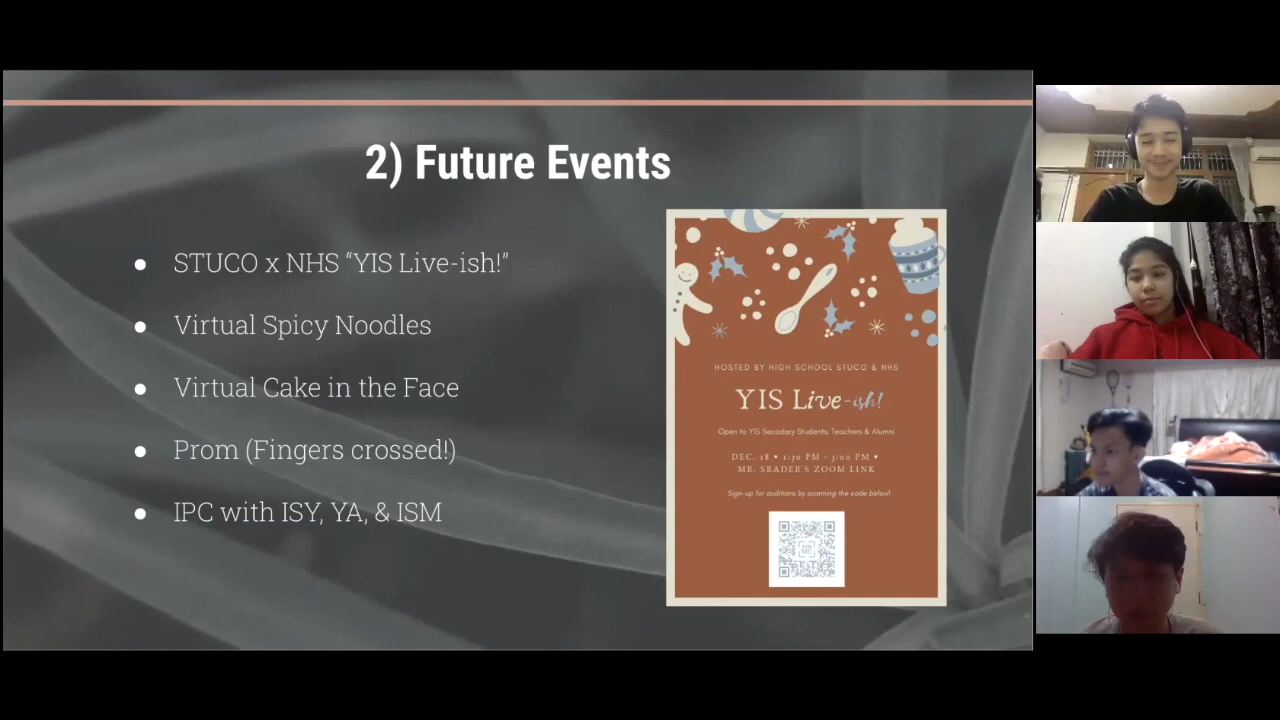 2) Future Events
● STUCO x NHS “YIS Live-ish!”
● Virtual Spicy Noodles
● Virtual Cake in the Face
● Prom (Fingers crossed!)
● IPC with ISY, YA, & ISM
HOSTED BY HIGH SCHOOL STUCO & NHS
YIS Live-ish!
Open to YIS Secodary Students, Teachers & Alumni
DEC. 18 • 1:30 PM - 3:00 PM •
MR. SRADER'S ZOOM LINK
Sign-up for auditions by scanning the code below!